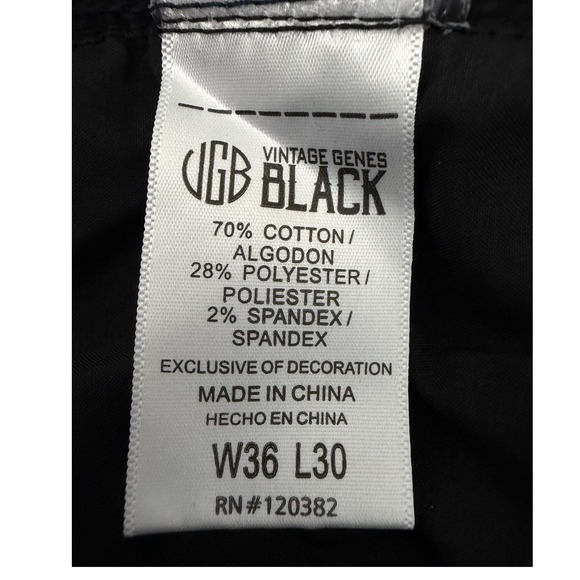 VGB VINTAGE GENES
BLACK
70% COTTON/
ALGODON
28% POLYESTER/
POLIESTER
2% SPANDEX/
SPANDEX
EXCLUSIVE OF DECORATION
MADE IN CHINA
HECHO EN CHINA
W36 L30
RN#120382